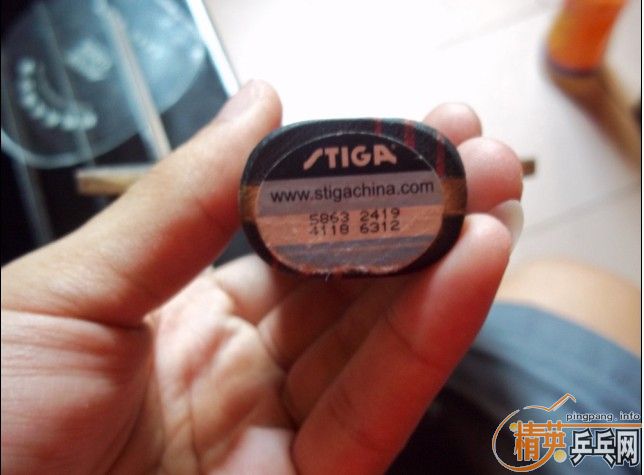 STIGA
www.stigachina.com
5863 2419
4118 6312
pingpang.info
精英乒乓网